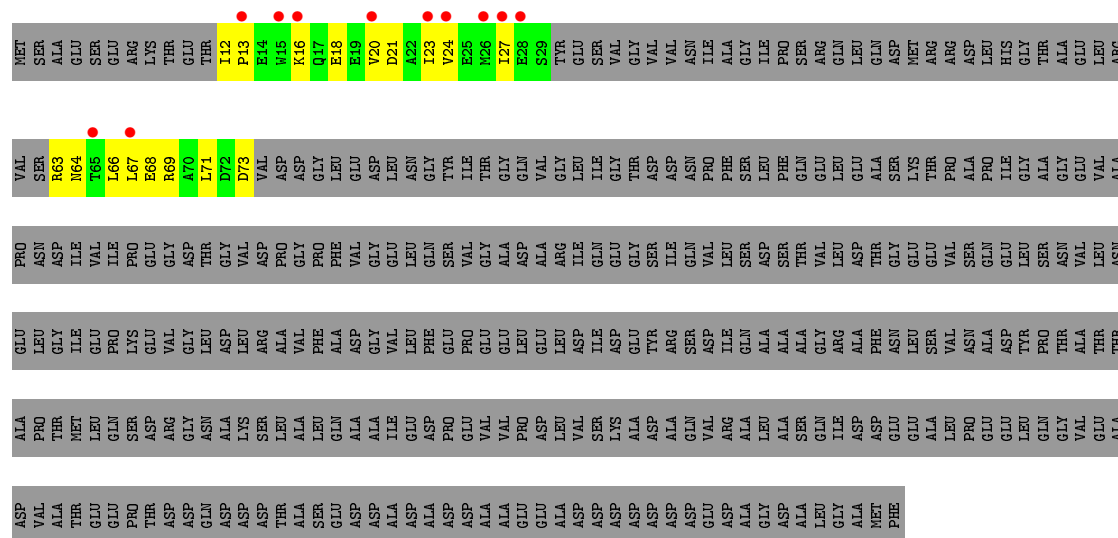 MET SER ALA GLU SER GLU ARG LYS THR GLU THR I12 P13 E14 W15 K16 Q17 E18 E19 V20 D21 A22 I23 V24 E25 M26 I27 E28 S29 TYR GLU SER VAL GLY VAL VAL ASN ILE ALA GLY ILE PRO SER ARG GLN LEU GLN ASP MET ARG ARG ASP LEU HIS GLY THR ALA GLU LEU ARG
VAL SER R63 N64 T65 L66 L67 E68 R69 A70 L71 D72 D73 VAL ASP ASP GLY LEU GLU ASP LEU ASN GLY TYR ILE THR GLY GLN VAL GLY LEU ILE GLY THR ASP ASP ASN PRO PHE SER LEU PHE GLN GLN LEU GLU ALA SER LYS THR PRO ALA PRO ILE GLY ALA GLY GLU VAL ALA
PRO ASN ASP ILE VAL ILE PRO GLU GLY ASP THR GLY VAL ASP PRO GLY PRO PHE VAL GLY GLU LEU GLN SER VAL GLY ALA ASP ALA ARG ILE GLN GLU GLY SER ILE GLN VAL LEU SER ASP SER THR VAL LEU ASP THR GLY GLU GLU VAL SER GLN GLU LEU SER ASN VAL LEU ASN
GLU LEU GLY ILE GLU PRO LYS GLU VAL GLY LEU ASP LEU ARG ALA VAL PHE ALA ASP GLY VAL LEU PHE GLU PRO GLU GLU LEU GLU LEU ASP ILE ASP GLU TYR ARG SER ASP ILE GLN ALA ALA ALA GLY ARG ALA PHE ASN LEU SER VAL ASN ALA ASP TYR PRO THR ALA THR THR
ALA PRO THR MET LEU GLN SER ASP ARG GLY ASN ALA LYS SER LEU ALA LEU GLN ALA ALA ILE GLU ASP PRO GLU VAL VAL PRO ASP LEU VAL SER LYS ALA ASP ALA GLN VAL ARG ALA LEU ALA SER GLN ILE ASP ASP GLU GLU ALA LEU PRO GLU GLU LEU GLN GLY VAL GLU ALA
ASP VAL ALA THR GLU GLU PRO THR ASP ASP GLN ASP ASP ASP THR ALA SER GLU ASP ASP ALA ASP ALA ASP ASP ALA ALA GLU GLU ALA ASP ASP ASP ASP ASP ASP ASP GLU ASP ALA GLY ASP ALA LEU GLY ALA MET PHE